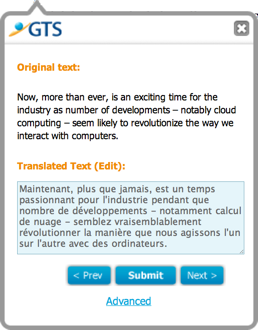 GTS
Original text:
Now, more than ever, is an exciting time for the
industry as number of developments – notably cloud
computing – seem likely to revolutionize the way we
interact with computers.
Translated Text (Edit):
Maintenant, plus que jamais, est un temps
passionnant pour l'industrie pendant que
nombre de développements – notamment calcul
de nuage – semblez vraisemblablement
révolutionner la manière que nous agissons l'un
sur l'autre avec des ordinateurs.
< Prev Submit Next >
Advanced